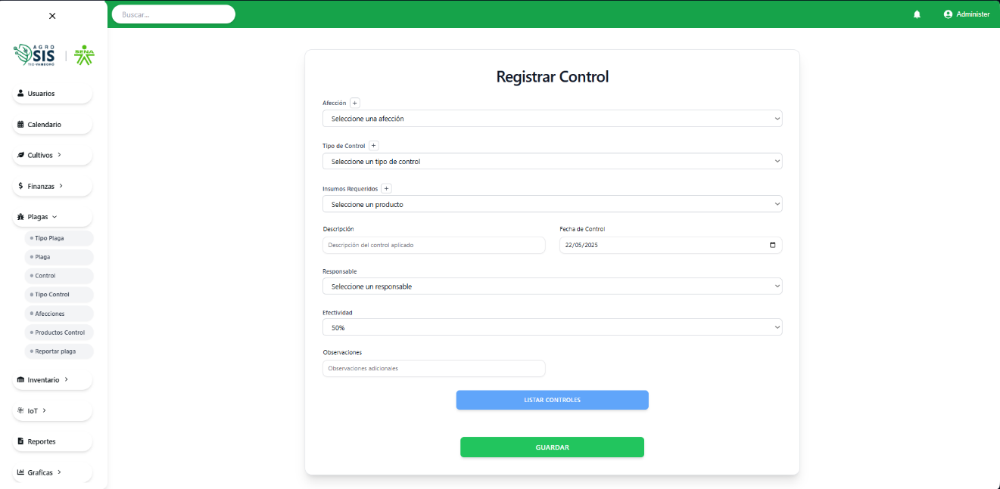 Buscar...
Administer
AGRO
SIS
TIC-YAMBORO
SENA
Usuarios
Calendario
Cultivos
Finanzas
Plagas
Tipo Plaga
Plaga
Control
Tipo Control
Afecciones
Productos Control
Reportar plaga
Inventario
IoT
Reportes
Graficas
Registrar Control
Afección +
Seleccione una afección
Tipo de Control +
Seleccione un tipo de control
Insumos Requeridos +
Seleccione un producto
Descripción
Descripción del control aplicado
Fecha de Control
22/05/2025
Responsable
Seleccione un responsable
Efectividad
50%
Observaciones
Observaciones adicionales
LISTAR CONTROLES
GUARDAR